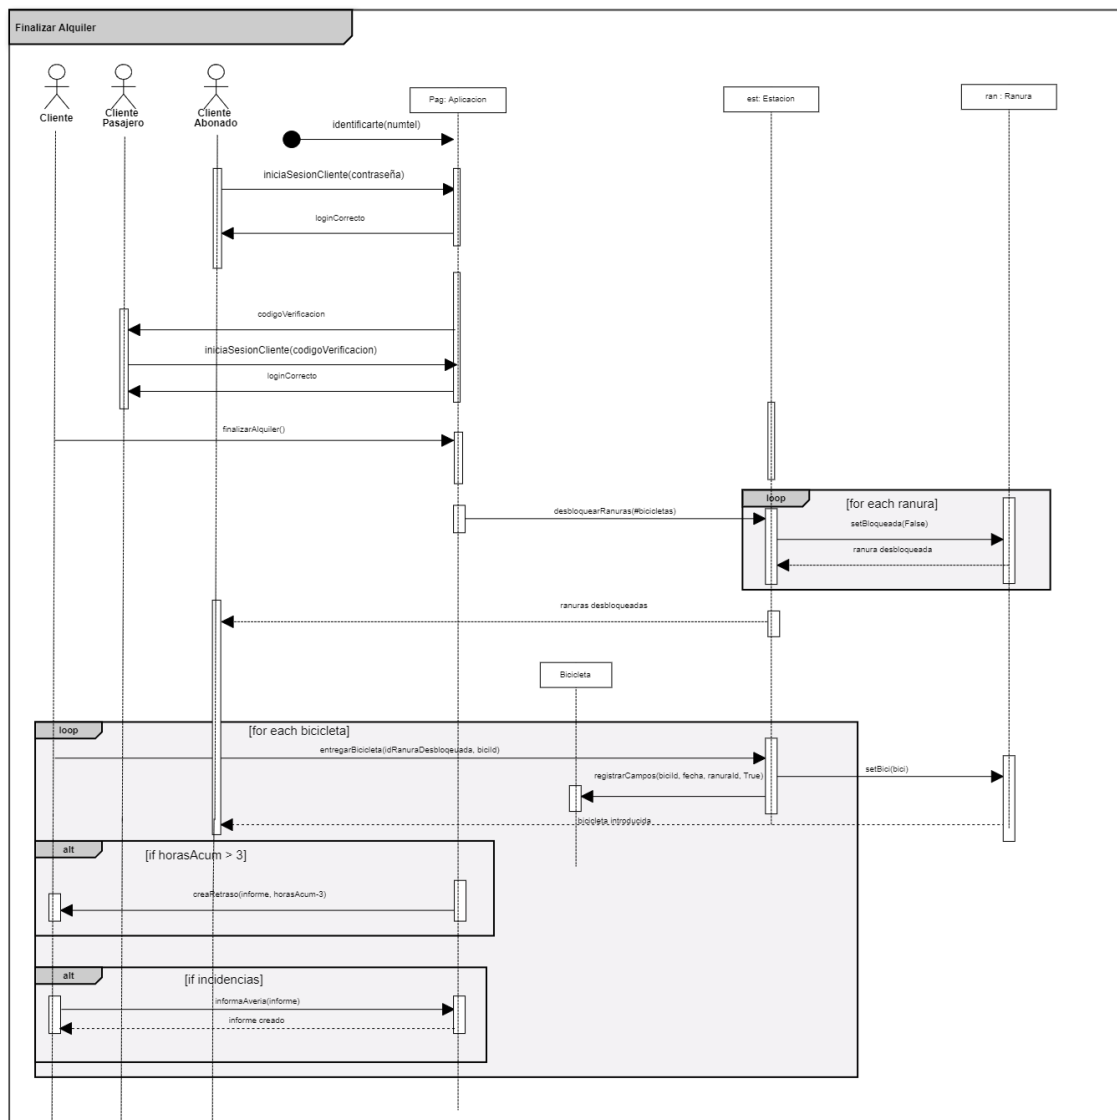 Finalizar Alquiler
Cliente
Cliente
Pasajero
Cliente
Abonado
Pag: Aplicacion
est: Estacion
ran : Ranura
identificarte(numtel)
iniciaSesionCliente(contraseña)
loginCorrecto
codigoVerificacion
iniciaSesionCliente(codigoVerificacion)
loginCorrecto
finalizarAlquiler()
loop
[for each ranura]
desbloquearRanuras(#bicicletas)
setBloqueada(False)
ranura desbloqueada
ranuras desbloqueadas
Bicicleta
loop
[for each bicicleta]
entregarBicicleta(idRanuraDesbloqeuada, biciId)
setBici(bici)
registrarCampos(biciId, fecha, ranuraId, True)
bicicleta introducida
alt
[if horasAcum > 3]
creaRetraso(informe, horasAcum-3)
alt
[if incidencias]
informaAveria(informe)
informe creado